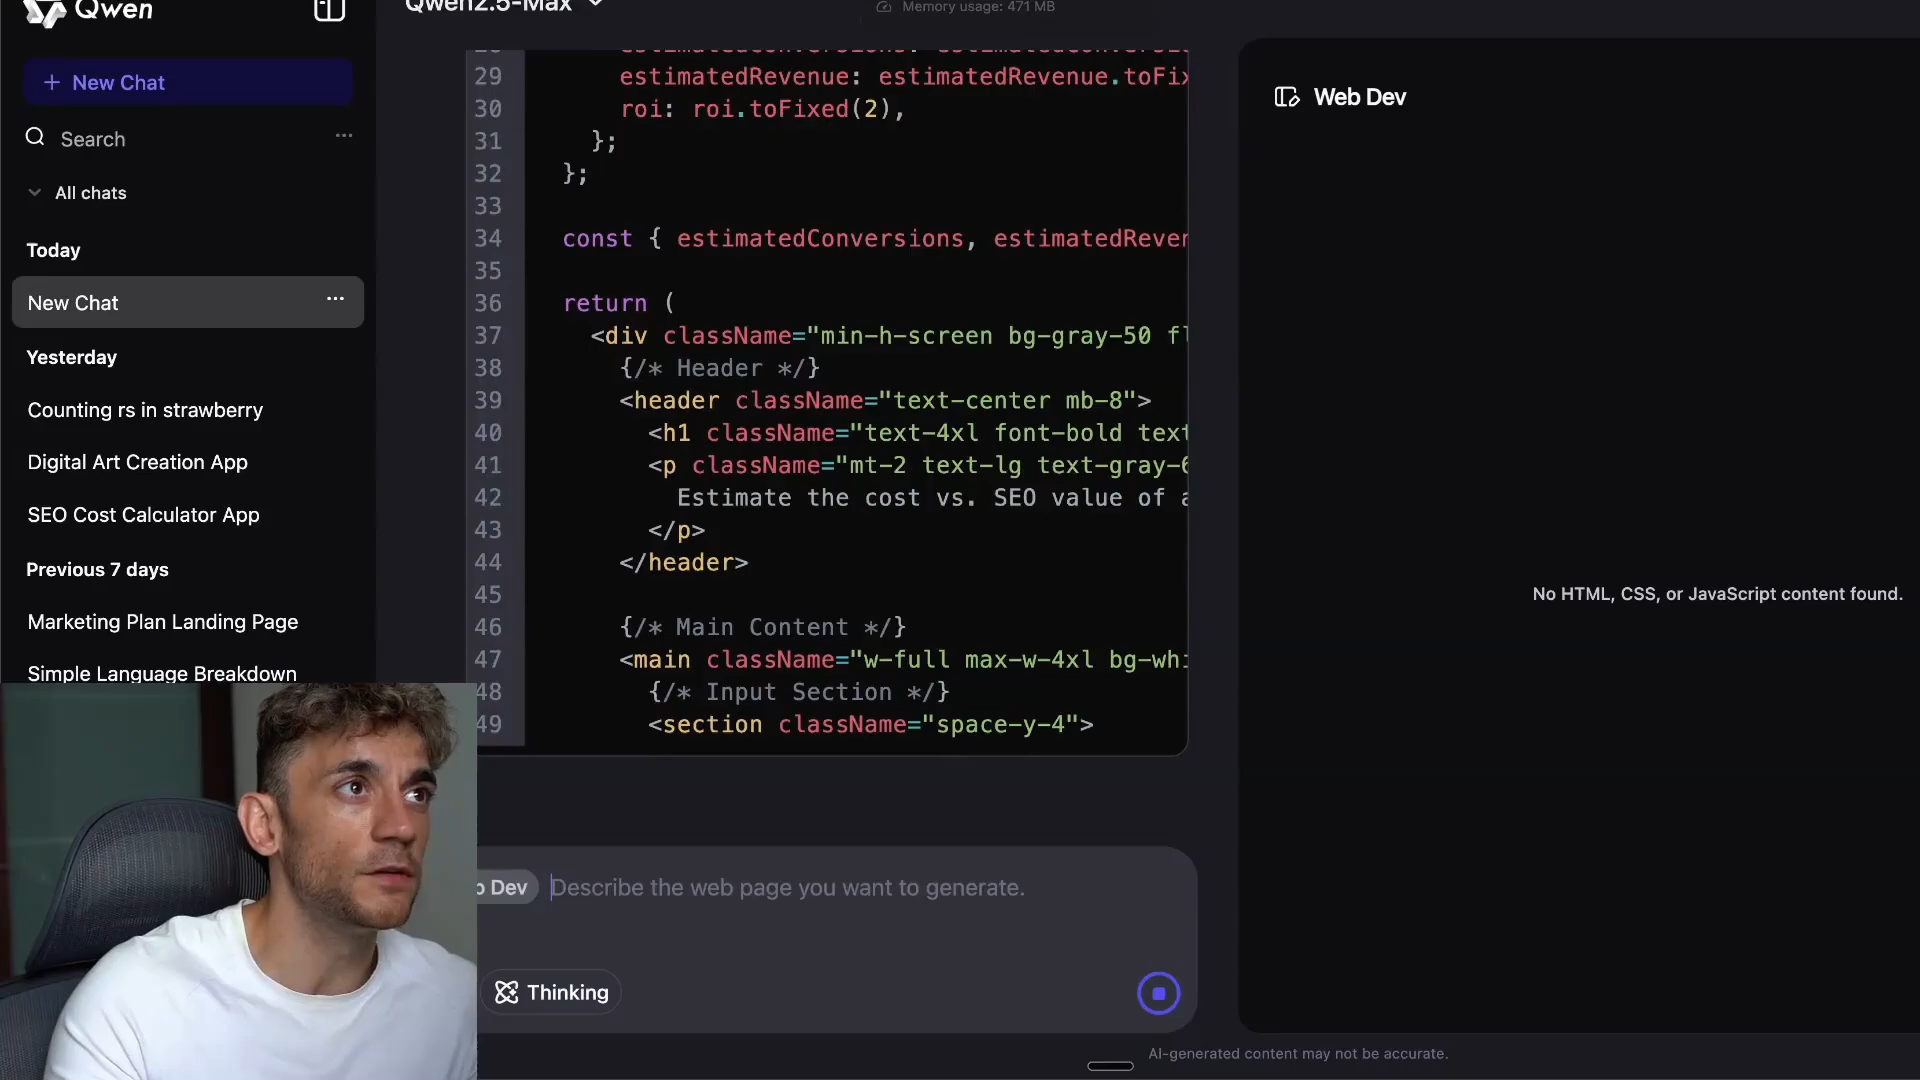 Qwen
New Chat
Search
All chats
Today
New Chat
Yesterday
Counting rs in strawberry
Digital Art Creation App
SEO Cost Calculator App
Previous 7 days
Marketing Plan Landing Page
Simple Language Breakdown
Qwen2.5-Max
Memory usage: 471 MB
29 estimatedRevenue: estimatedRevenue.toFix
30 roi: roi.toFixed(2),
31 };
32 };
33
34 const { estimatedConversions, estimatedRever
35
36 return (
37 <div className="min-h-screen bg-gray-50 fl
38 {/* Header */}
39 <header className="text-center mb-8">
40 <h1 className="text-4xl font-bold text
41 <p className="mt-2 text-lg text-gray-6
42 Estimate the cost vs. SEO value of a
43 </p>
44 </header>
45
46 {/* Main Content */}
47 <main className="w-full max-w-4xl bg-whi
48 {/* Input Section */}
49 <section className="space-y-4">
b Dev
Describe the web page you want to generate.
Thinking
Web Dev
No HTML, CSS, or JavaScript content found.
AI-generated content may not be accurate.